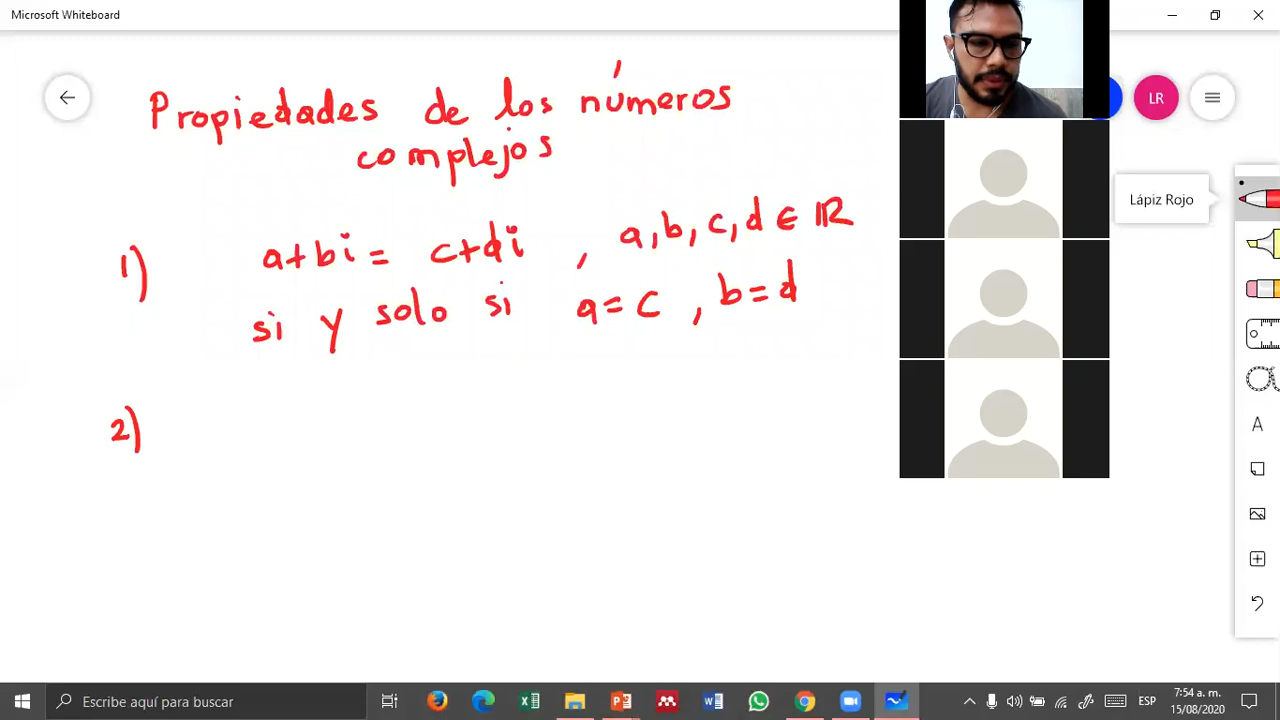 Microsoft Whiteboard
Propiedades de los números
complejos
LR
Lápiz Rojo
1) a+bi = c+di , a,b,c,d ∈ ℝ
si y solo si a=c , b=d
2)
A
Escribe aquí para buscar
ESP
7:54 a. m.
15/08/2020